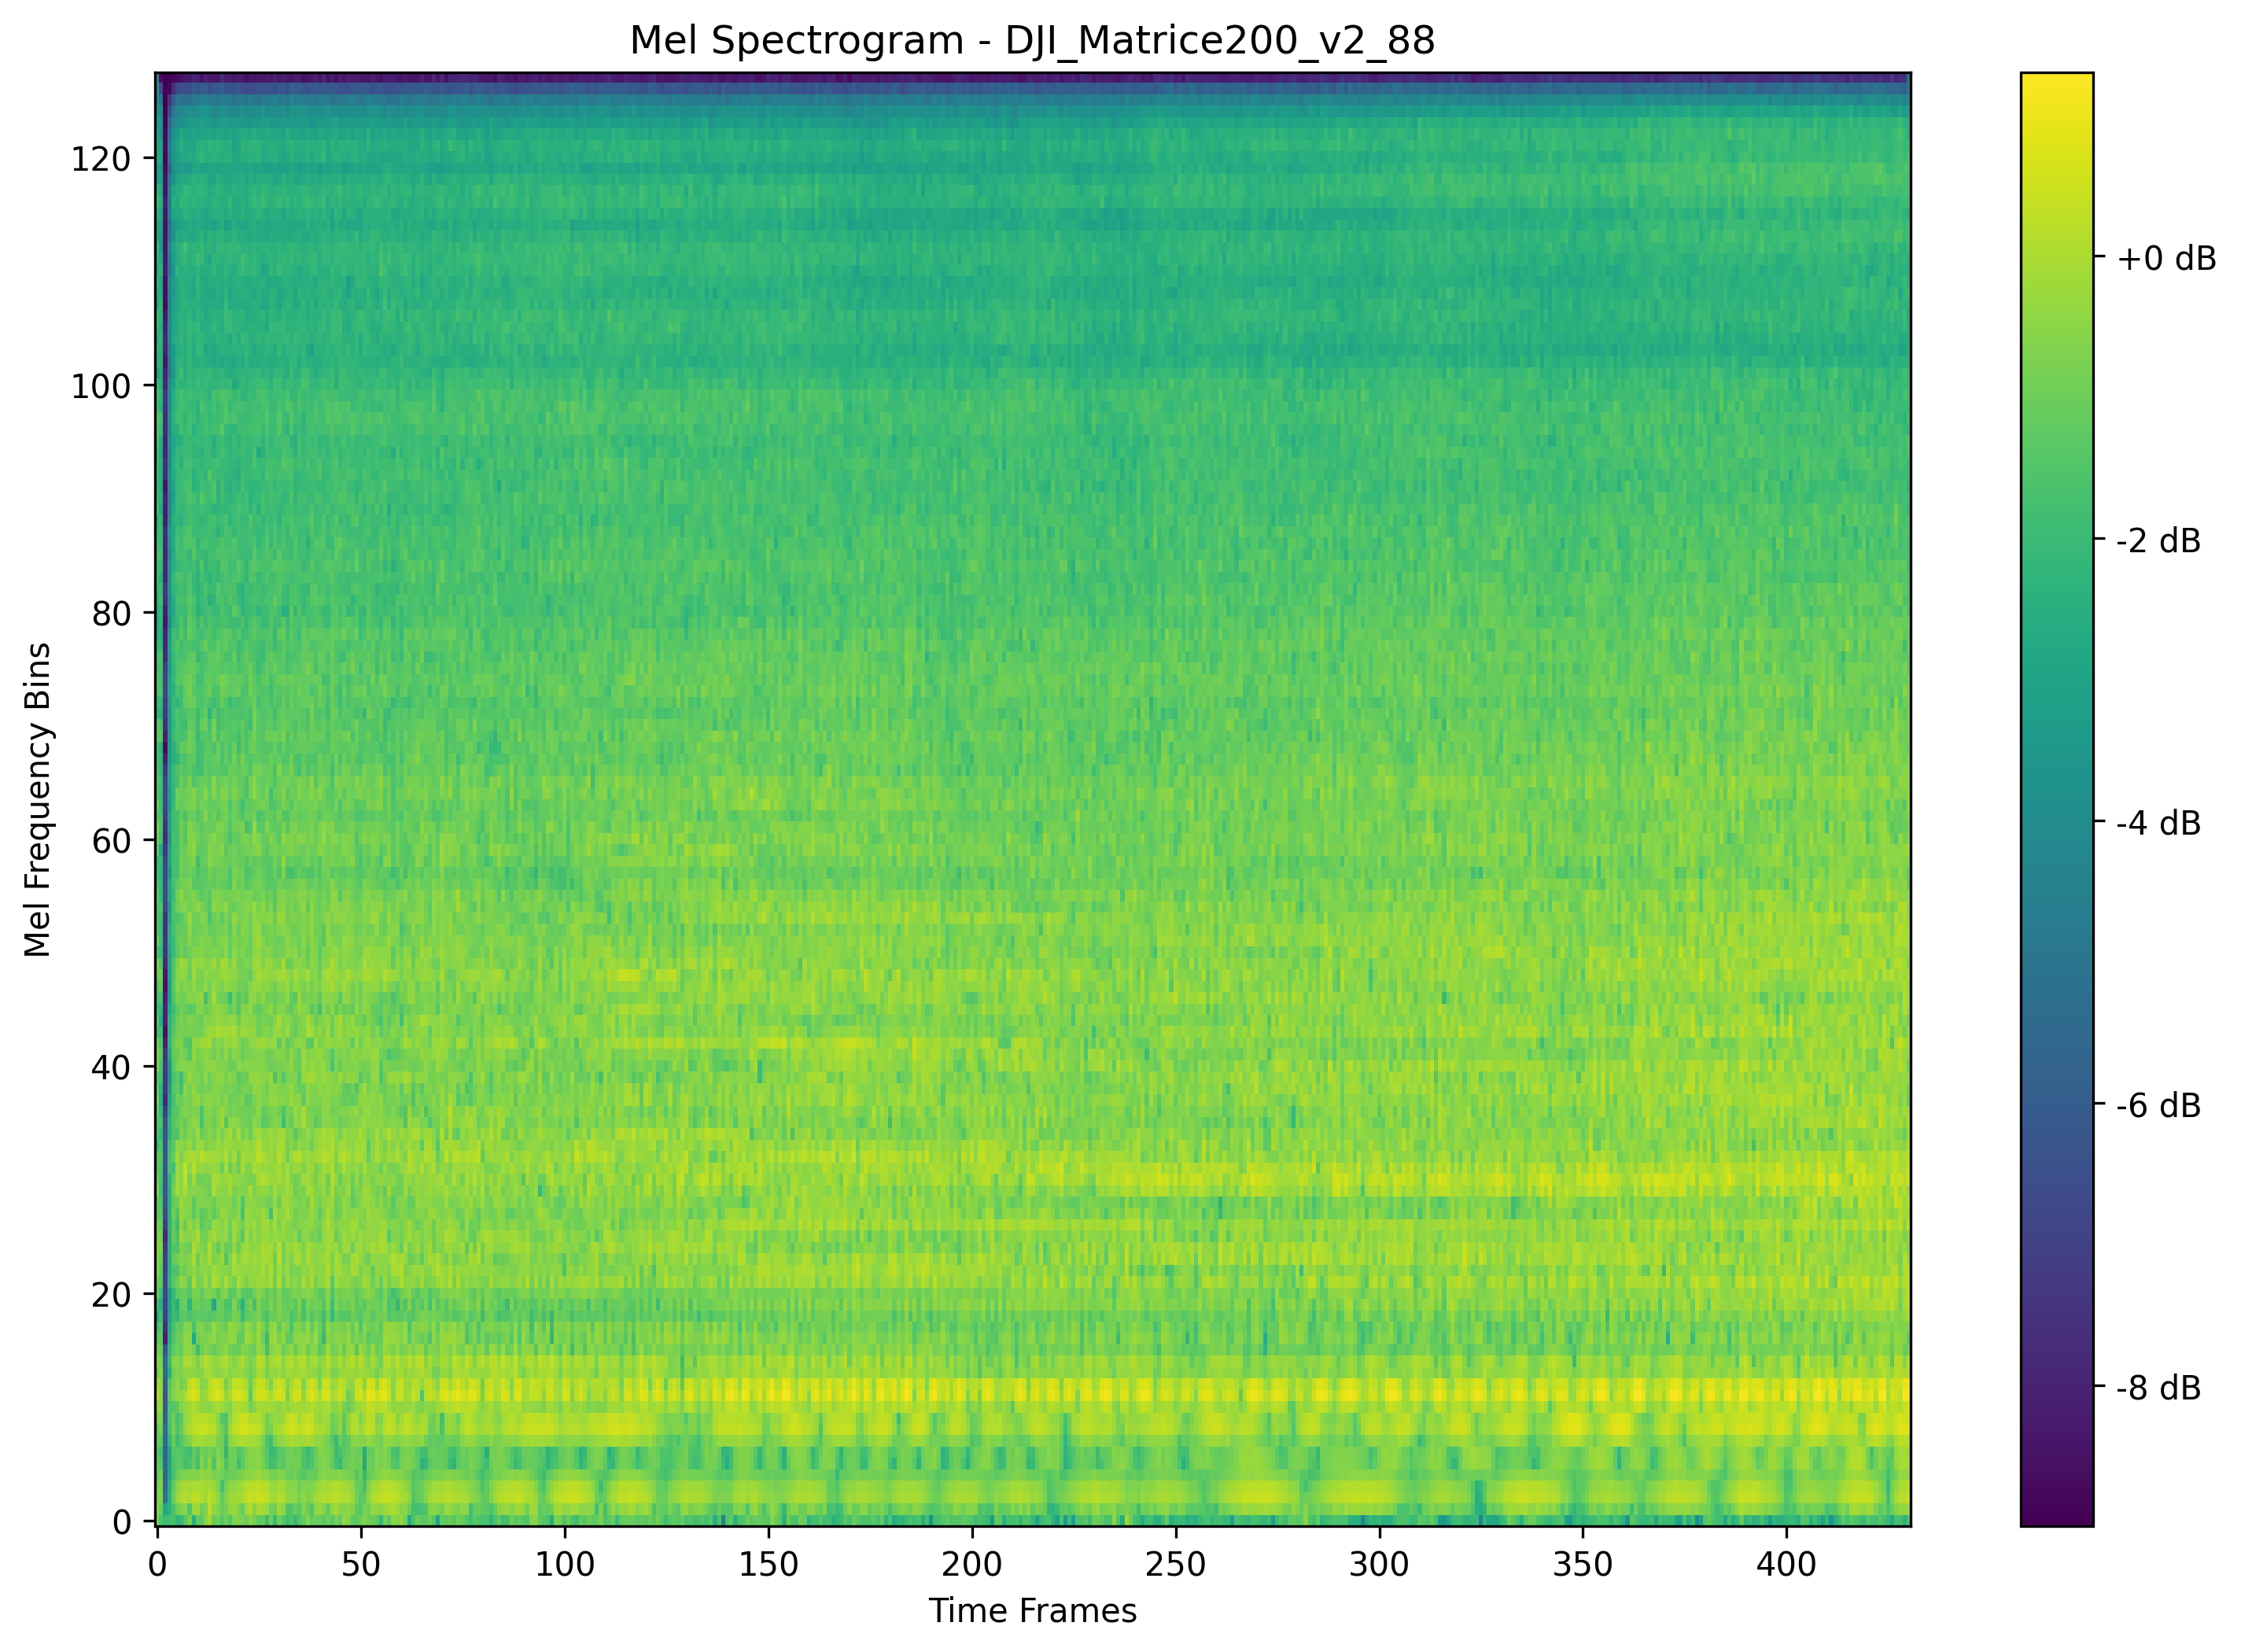 Mel Spectrogram - DJI_Matrice200_v2_88
120
100
80
60
40
20
0
Mel Frequency Bins
0 50 100 150 200 250 300 350 400
Time Frames
+0 dB
-2 dB
-4 dB
-6 dB
-8 dB